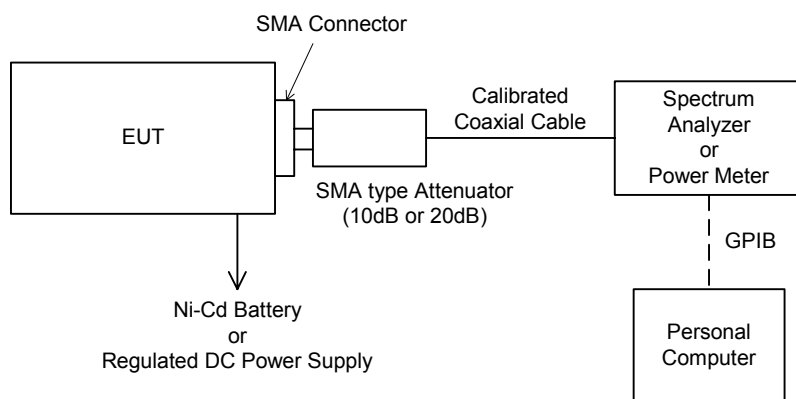 SMA Connector
EUT
SMA type Attenuator
(10dB or 20dB)
Calibrated
Coaxial Cable
Spectrum
Analyzer
or
Power Meter
GPIB
Ni-Cd Battery
or
Regulated DC Power Supply
Personal
Computer